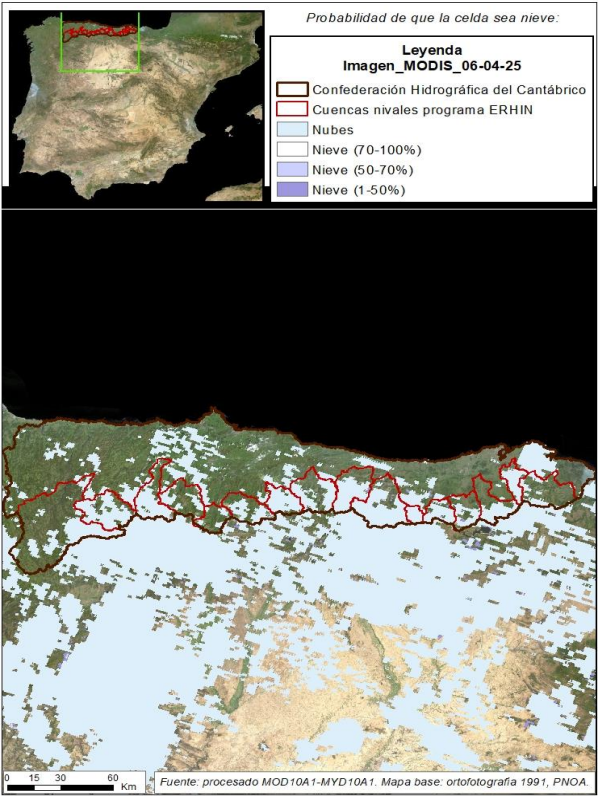 Probabilidad de que la celda sea nieve:
Leyenda
Imagen_MODIS_06-04-25
Confederación Hidrográfica del Cantábrico
Cuencas nivales programa ERHIN
Nubes
Nieve (70-100%)
Nieve (50-70%)
Nieve (1-50%)
0 15 30 60
Km
Fuente: procesado MOD10A1-MYD10A1. Mapa base: ortofotografia 1991, PNOA.